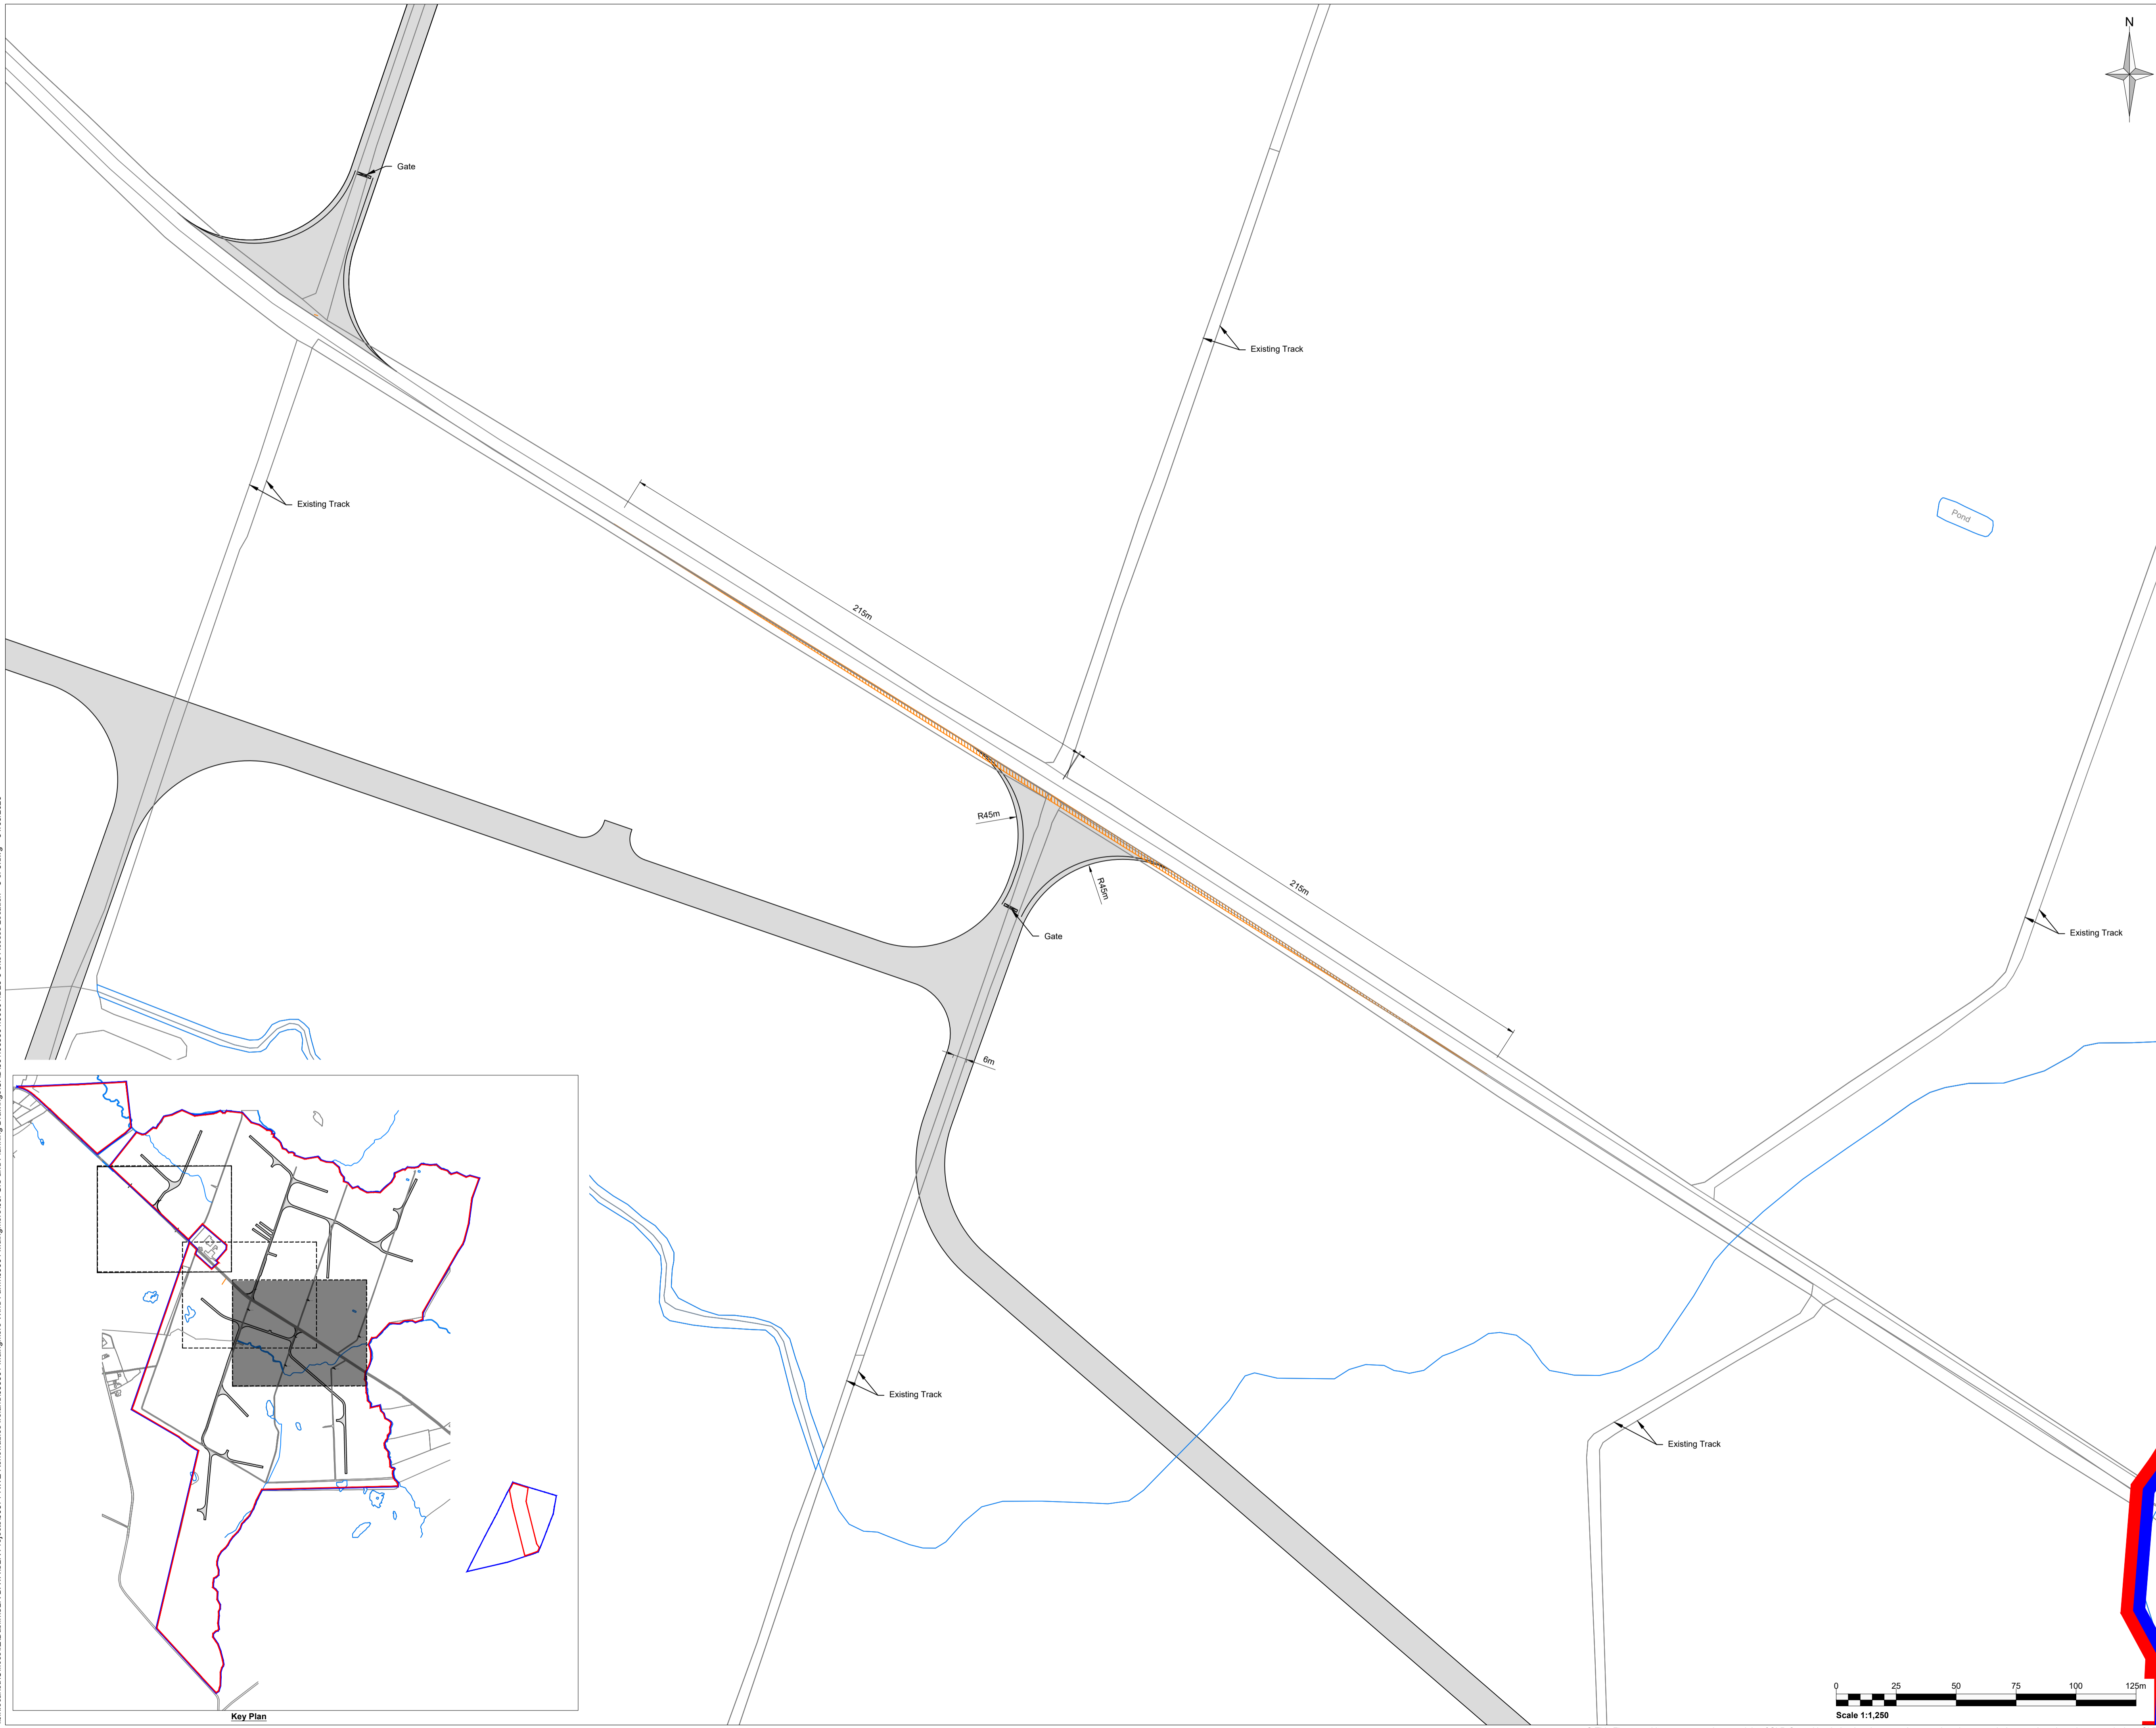 N
Gate
Existing Track
Existing Track
Pond
215m
R45m
R45m
215m
Gate
Existing Track
6m
Existing Track
Existing Track
0 25 50 75 100 125m
Scale 1:1,250
Key Plan